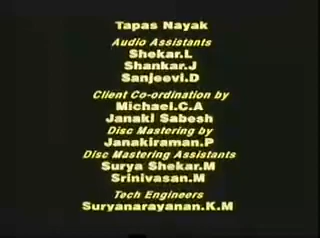 Tapas Nayak
Audio Assistants
Shekar.L
Shankar.J
Sanjeevi.D
Client Co-ordination by
Michael.C.A
Janaki Sabesh
Disc Mastering by
Janakiraman.P
Disc Mastering Assistants
Surya Shekar.M
Srinivasan.M
Tech Engineers
Suryanarayanan.K.M